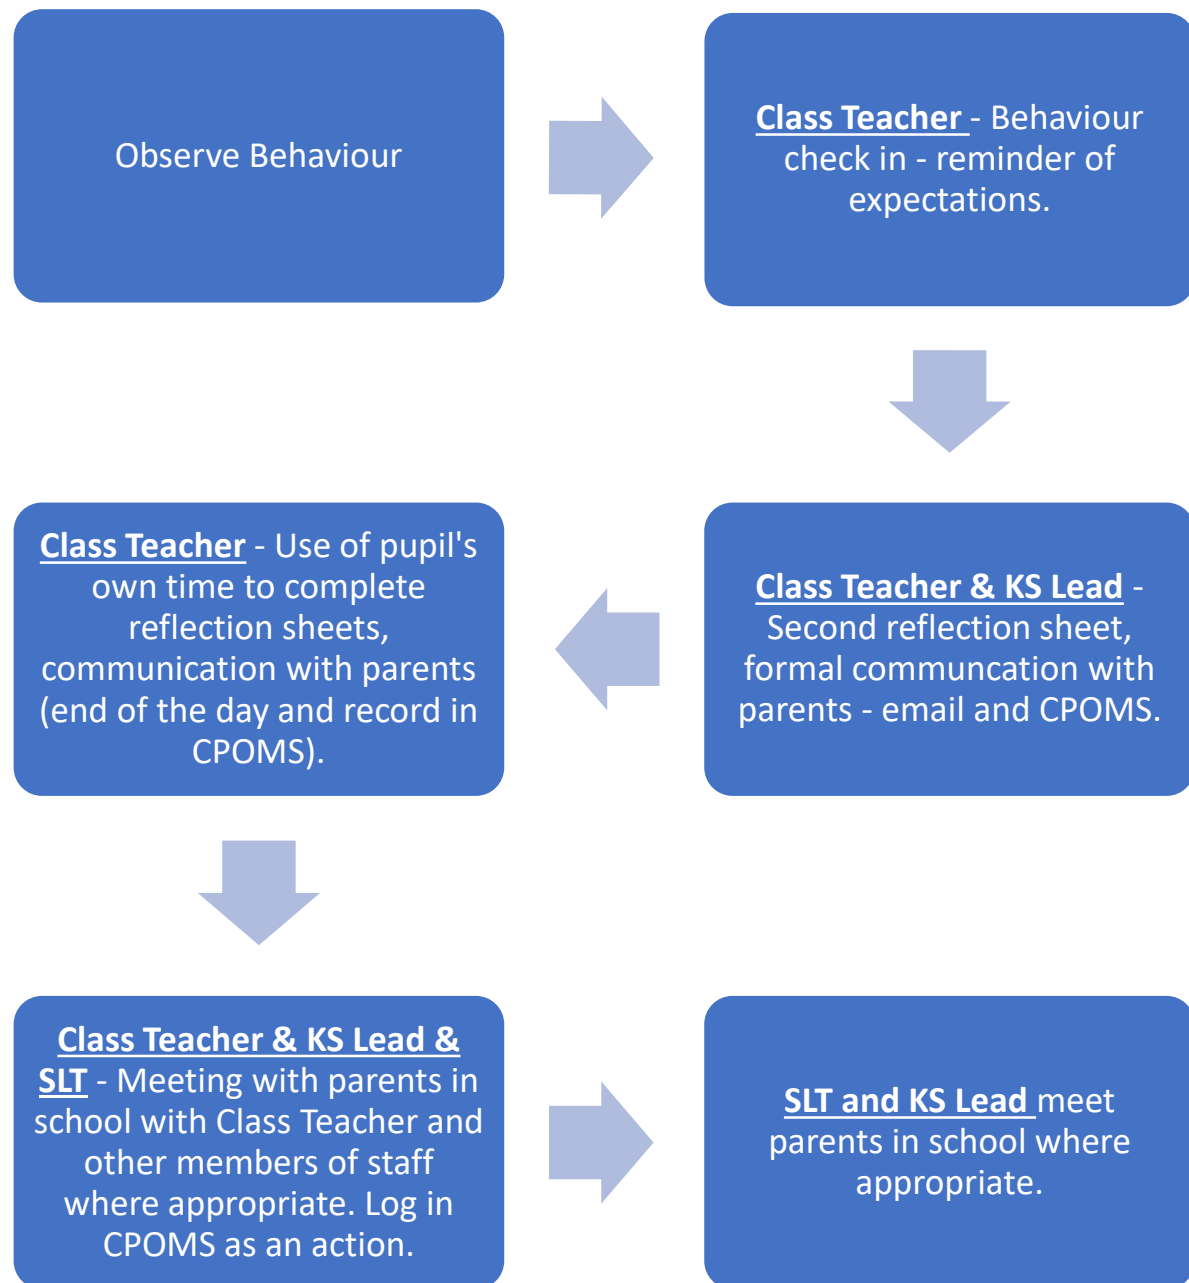 Observe Behaviour
Class Teacher - Behaviour
check in - reminder of
expectations.
Class Teacher & KS Lead -
Second reflection sheet,
formal communcation with
parents - email and CPOMS.
Class Teacher - Use of pupil's
own time to complete
reflection sheets,
communication with parents
(end of the day and record in
CPOMS).
Class Teacher & KS Lead &
SLT - Meeting with parents in
school with Class Teacher and
other members of staff
where appropriate. Log in
CPOMS as an action.
SLT and KS Lead meet
parents in school where
appropriate.